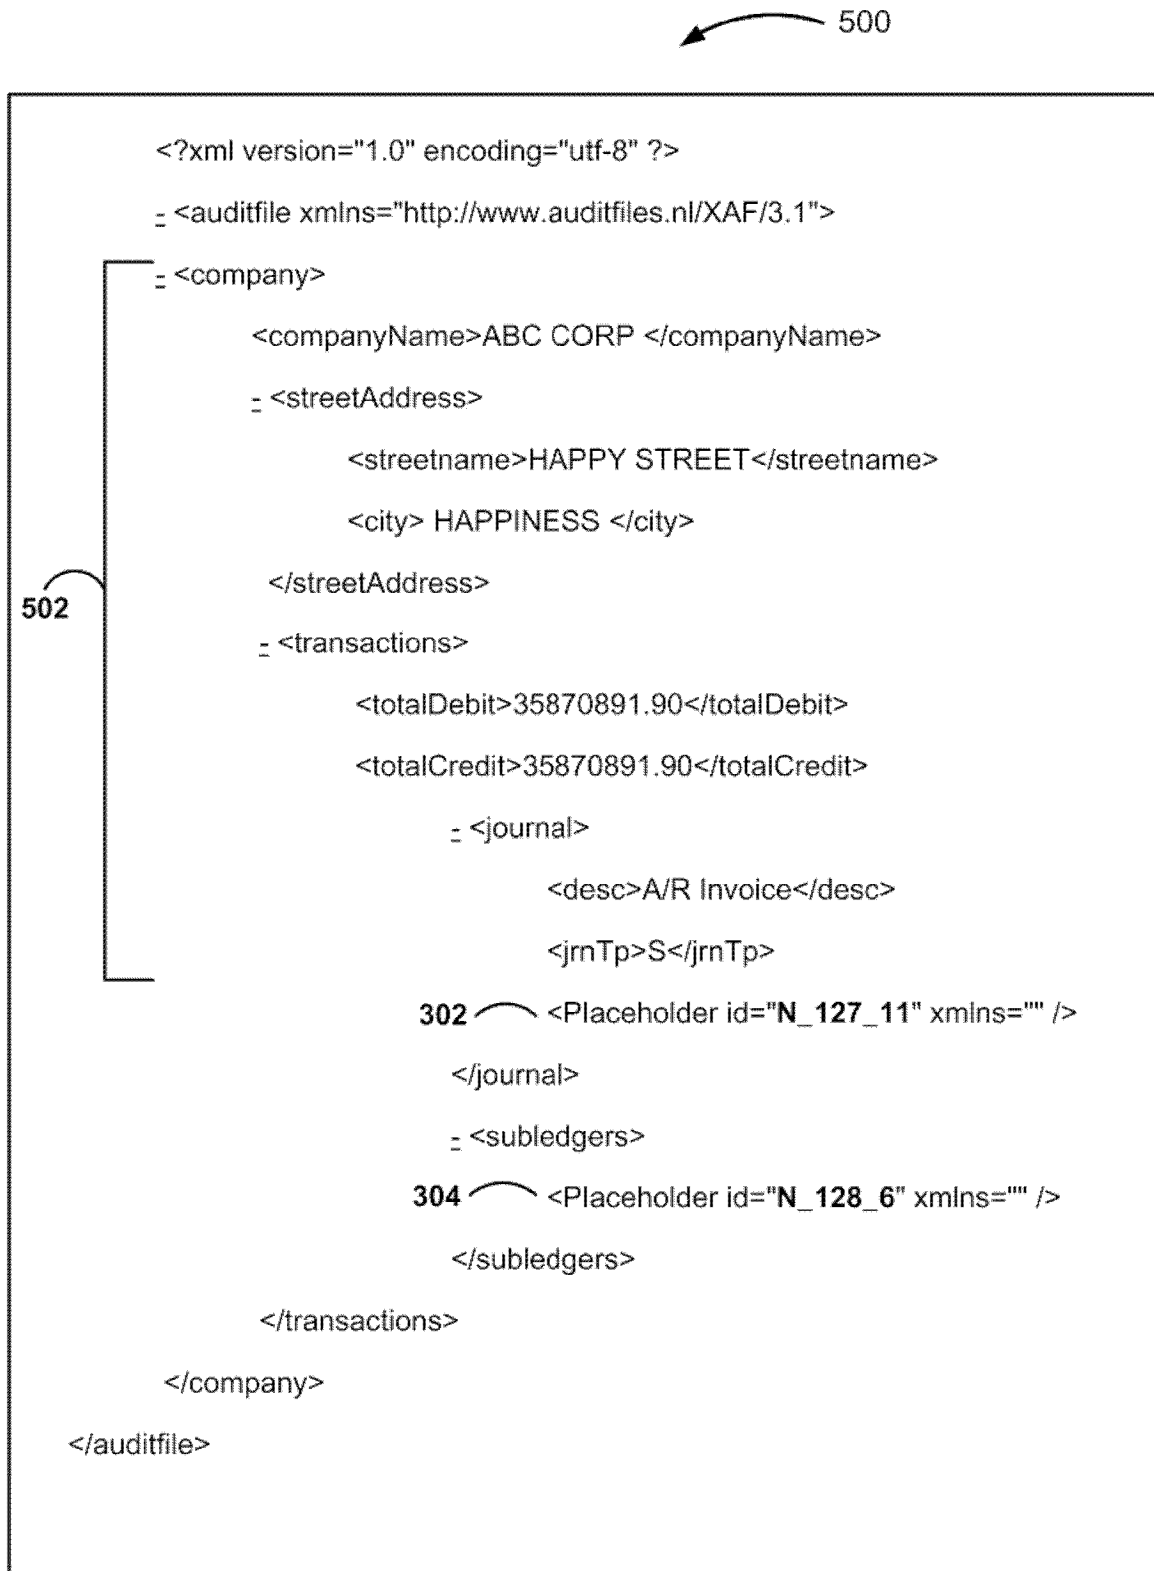 500
<?xml version="1.0" encoding="utf-8" ?>
- <auditfile xmlns="http://www.auditfiles.nl/XAF/3.1">
- <company>
<companyName>ABC CORP </companyName>
- <streetAddress>
<streetname>HAPPY STREET</streetname>
<city> HAPPINESS </city>
</streetAddress>
502
- <transactions>
<totalDebit>35870891.90</totalDebit>
<totalCredit>35870891.90</totalCredit>
- <journal>
<desc>A/R Invoice</desc>
<jrnTp>S</jrnTp>
302 <Placeholder id="N_127_11" xmlns="" />
</journal>
- <subledgers>
304 <Placeholder id="N_128_6" xmlns="" />
</subledgers>
</transactions>
</company>
</auditfile>